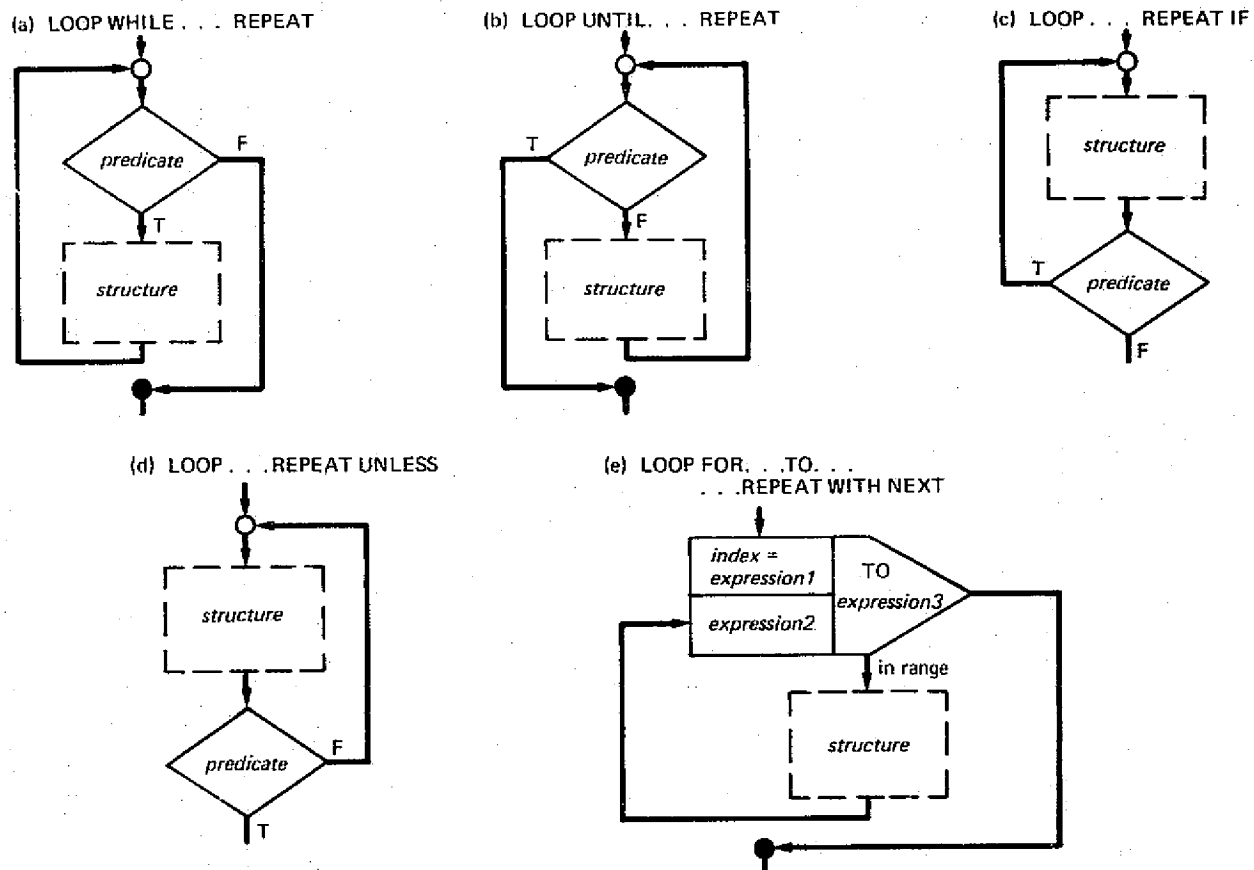 (a) LOOP WHILE . . . REPEAT
F
predicate
T
structure
(b) LOOP UNTIL. . . REPEAT
T
predicate
F
structure
(c) LOOP . . . REPEAT IF
structure
T
predicate
F
(d) LOOP . . .REPEAT UNLESS
structure
F
predicate
T
(e) LOOP FOR. . .TO. . .
. . .REPEAT WITH NEXT
index =
expression1
TO
expression3
expression2
in range
structure